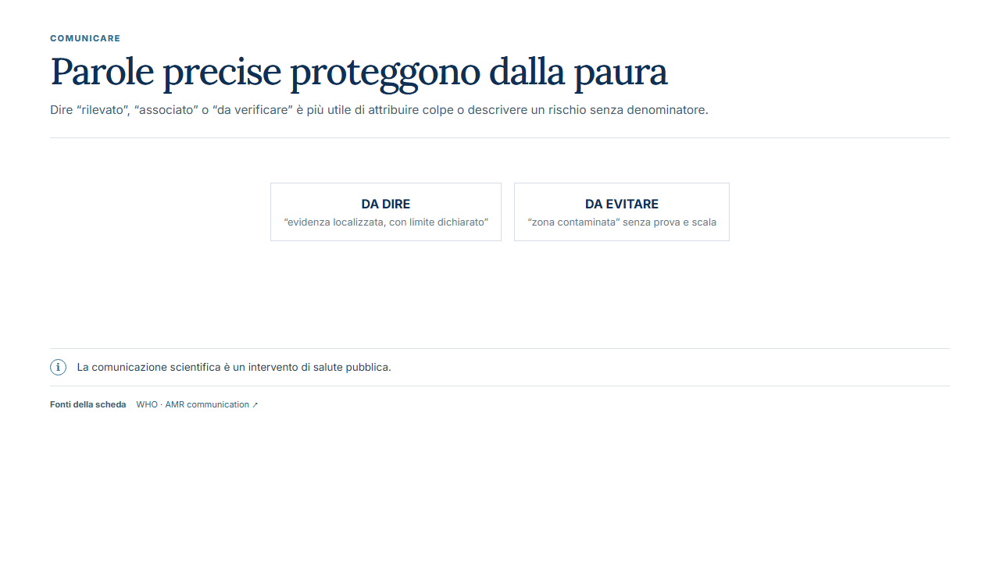 COMUNICARE
Parole precise proteggono dalla paura
Dire “rilevato”, “associato” o “da verificare” è più utile di attribuire colpe o descrivere un rischio senza denominatore.
DA DIRE
“evidenza localizzata, con limite dichiarato”
DA EVITARE
“zona contaminata” senza prova e scala
i La comunicazione scientifica è un intervento di salute pubblica.
Fonti della scheda WHO · AMR communication ↗